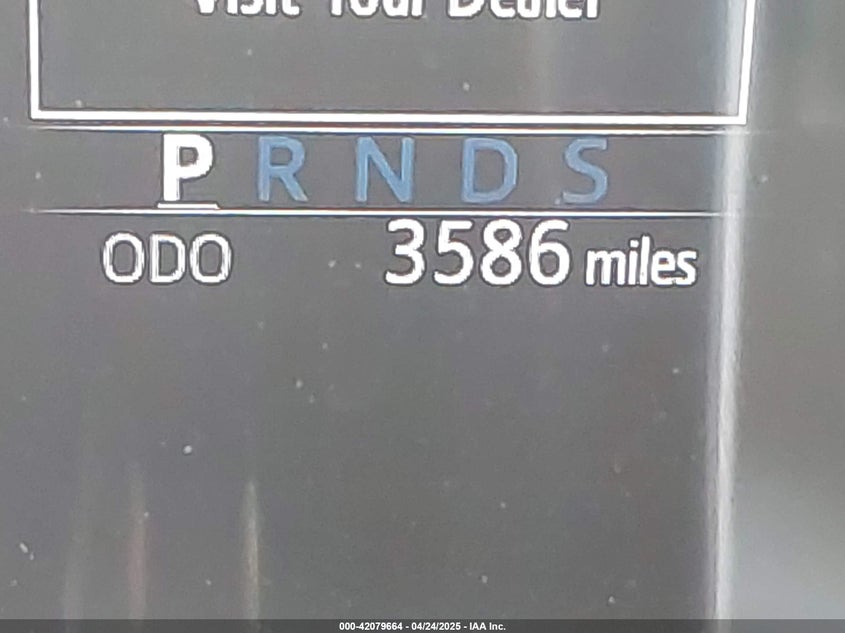 Visit Your Dealer
P R N D S
ODO 3586 miles
000-42079664 - 04/24/2025 - IAA Inc.